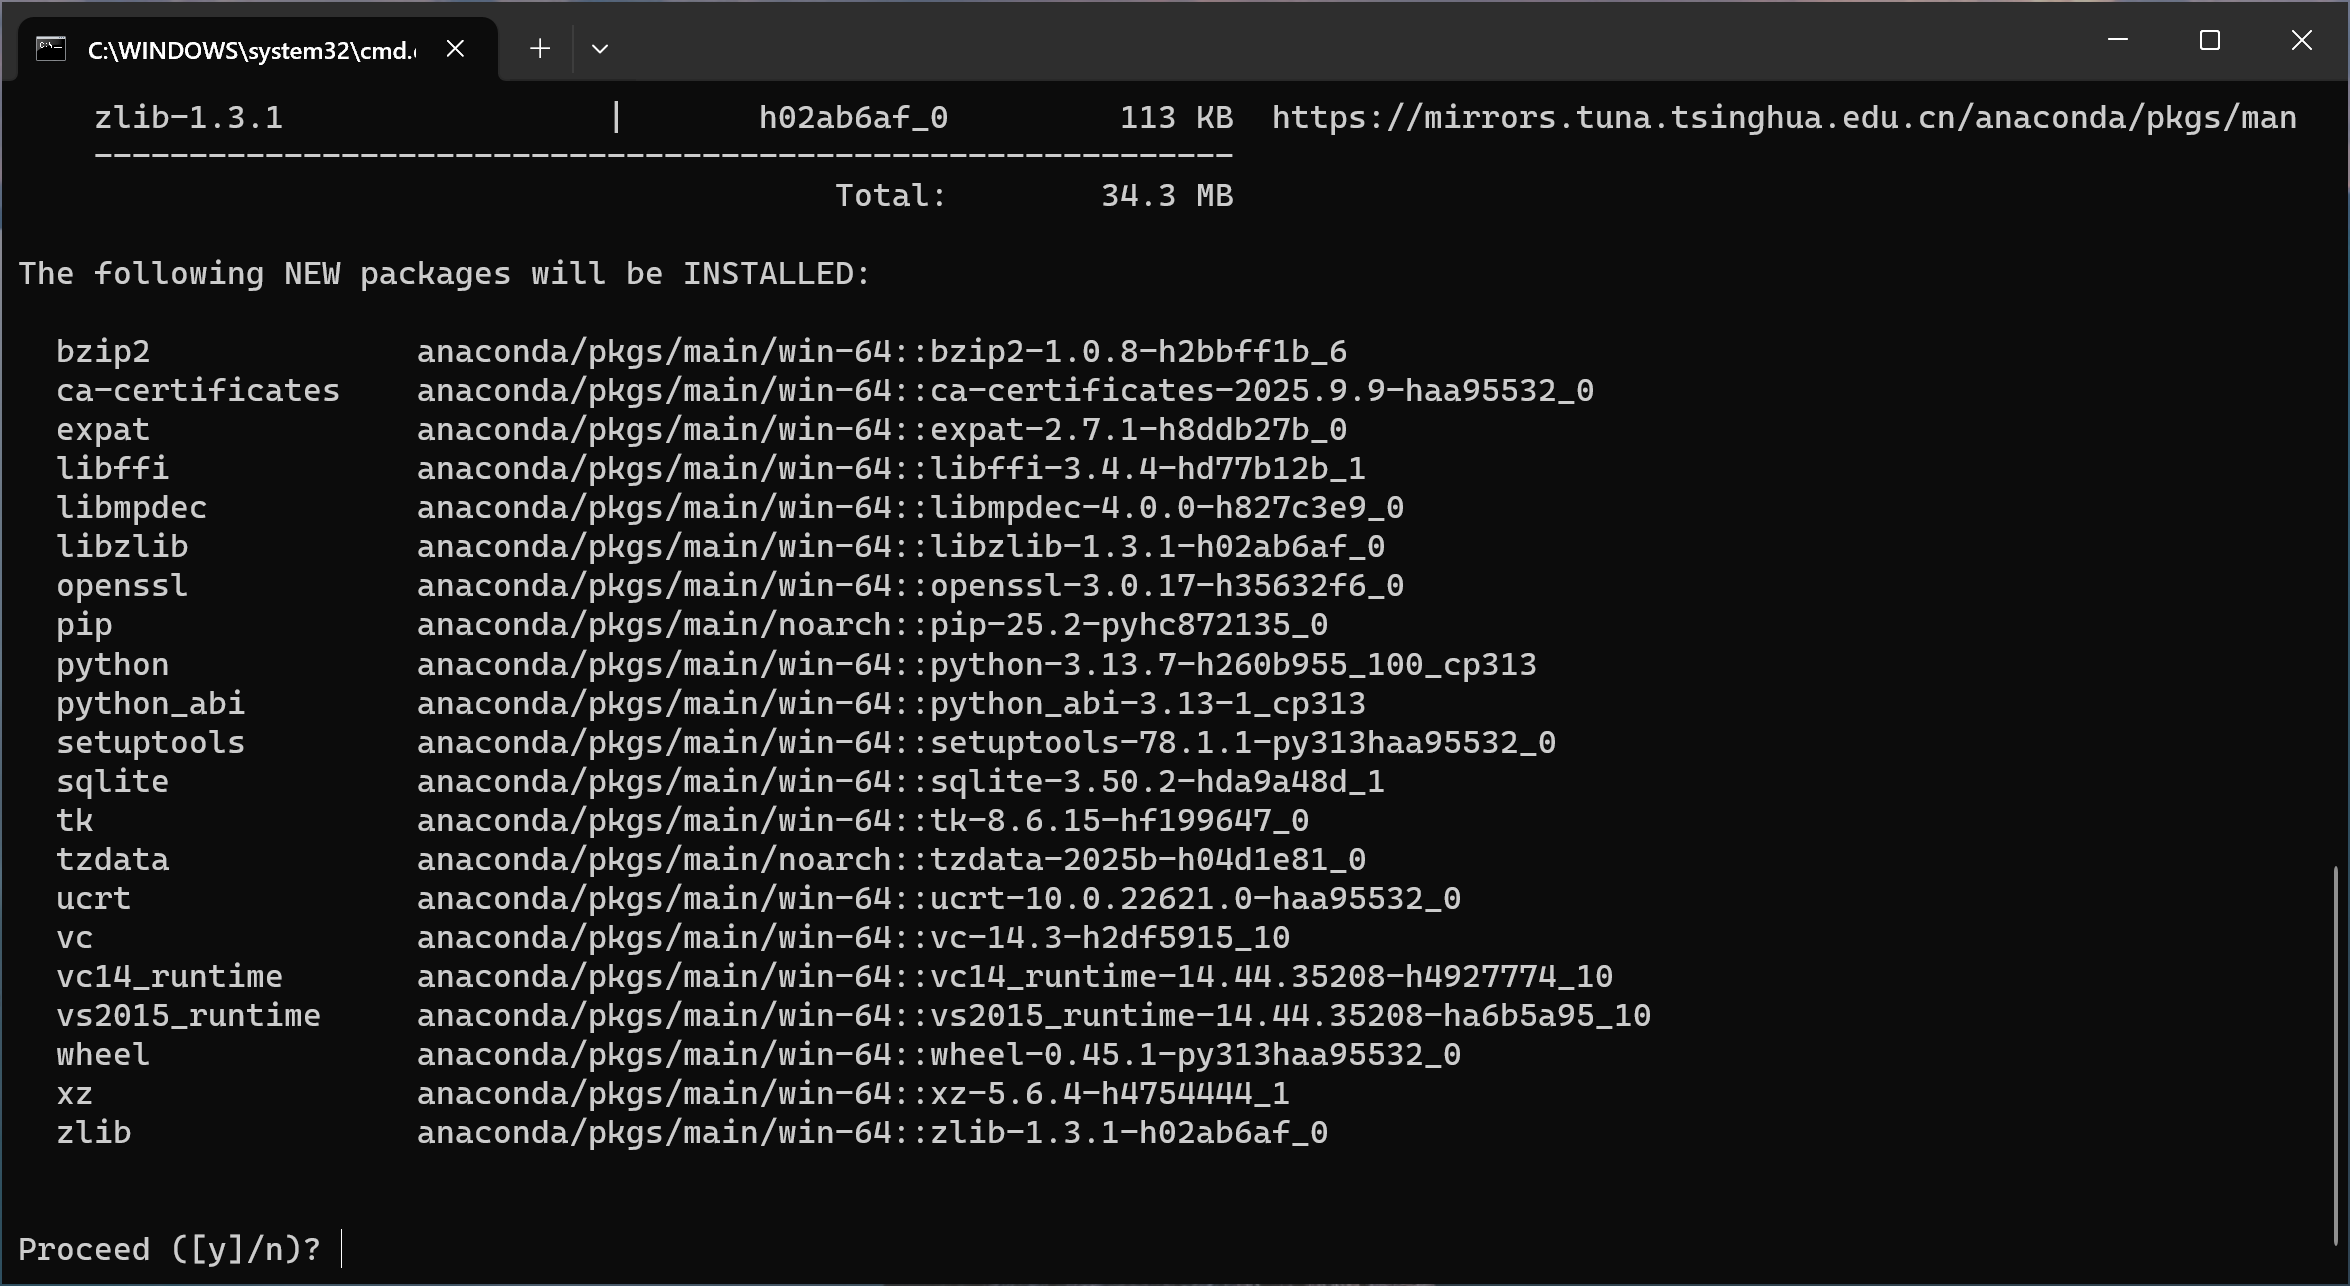 C:\WINDOWS\system32\cmd.
zlib-1.3.1 | h02ab6af_0 113 KB https://mirrors.tuna.tsinghua.edu.cn/anaconda/pkgs/man
------------------------------------------------------------
Total: 34.3 MB
The following NEW packages will be INSTALLED:
bzip2 anaconda/pkgs/main/win-64::bzip2-1.0.8-h2bbff1b_6
ca-certificates anaconda/pkgs/main/win-64::ca-certificates-2025.9.9-haa95532_0
expat anaconda/pkgs/main/win-64::expat-2.7.1-h8ddb27b_0
libffi anaconda/pkgs/main/win-64::libffi-3.4.4-hd77b12b_1
libmpdec anaconda/pkgs/main/win-64::libmpdec-4.0.0-h827c3e9_0
libzlib anaconda/pkgs/main/win-64::libzlib-1.3.1-h02ab6af_0
openssl anaconda/pkgs/main/win-64::openssl-3.0.17-h35632f6_0
pip anaconda/pkgs/main/noarch::pip-25.2-pyhc872135_0
python anaconda/pkgs/main/win-64::python-3.13.7-h260b955_100_cp313
python_abi anaconda/pkgs/main/win-64::python_abi-3.13-1_cp313
setuptools anaconda/pkgs/main/win-64::setuptools-78.1.1-py313haa95532_0
sqlite anaconda/pkgs/main/win-64::sqlite-3.50.2-hda9a48d_1
tk anaconda/pkgs/main/win-64::tk-8.6.15-hf199647_0
tzdata anaconda/pkgs/main/noarch::tzdata-2025b-h04d1e81_0
ucrt anaconda/pkgs/main/win-64::ucrt-10.0.22621.0-haa95532_0
vc anaconda/pkgs/main/win-64::vc-14.3-h2df5915_10
vc14_runtime anaconda/pkgs/main/win-64::vc14_runtime-14.44.35208-h4927774_10
vs2015_runtime anaconda/pkgs/main/win-64::vs2015_runtime-14.44.35208-ha6b5a95_10
wheel anaconda/pkgs/main/win-64::wheel-0.45.1-py313haa95532_0
xz anaconda/pkgs/main/win-64::xz-5.6.4-h4754444_1
zlib anaconda/pkgs/main/win-64::zlib-1.3.1-h02ab6af_0
Proceed ([y]/n)?